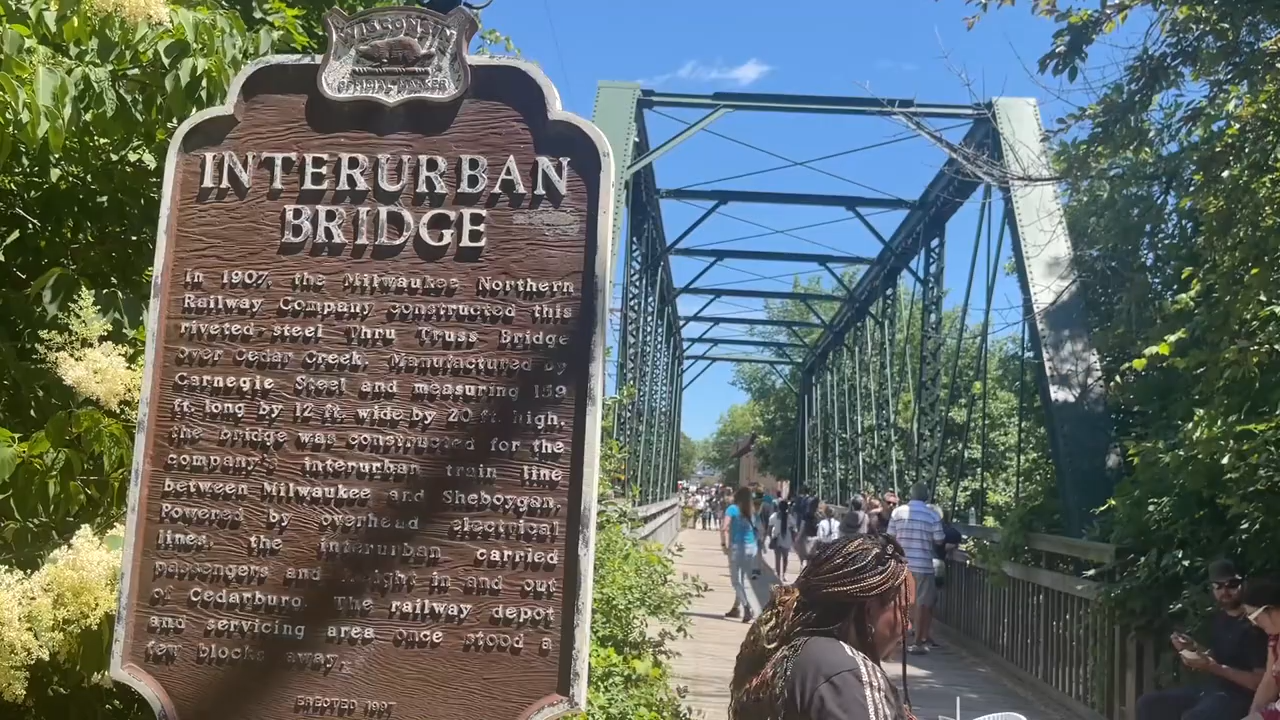 WISCONSIN
OFFICIAL MARKER
INTERURBAN
BRIDGE
In 1907, the Milwaukee Northern
Railway Company constructed this
riveted steel Thru Truss Bridge
over Cedar Creek. Manufactured by
Carnegie Steel and measuring 159
ft. long by 12 ft. wide by 20 ft. high,
the bridge was constructed for the
company's interurban train line
between Milwaukee and Sheboygan.
Powered by overhead electrical
lines, the interurban carried
passengers and freight in and out
of Cedarburg. The railway depot
and servicing area once stood a
few blocks away.
ERECTED 1997